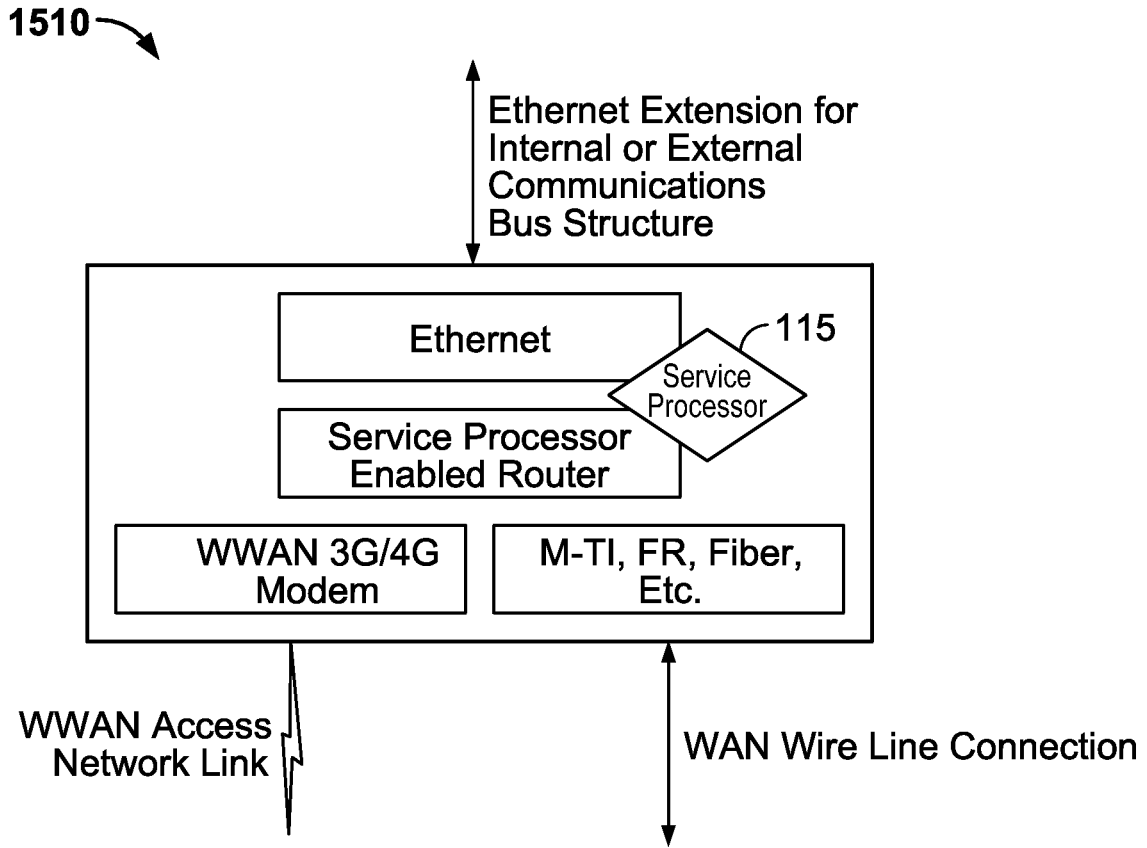 1510
Ethernet Extension for
Internal or External
Communications
Bus Structure
Ethernet
115
Service
Processor
Service Processor
Enabled Router
WWAN 3G/4G
Modem
M-TI, FR, Fiber,
Etc.
WWAN Access
Network Link
WAN Wire Line Connection